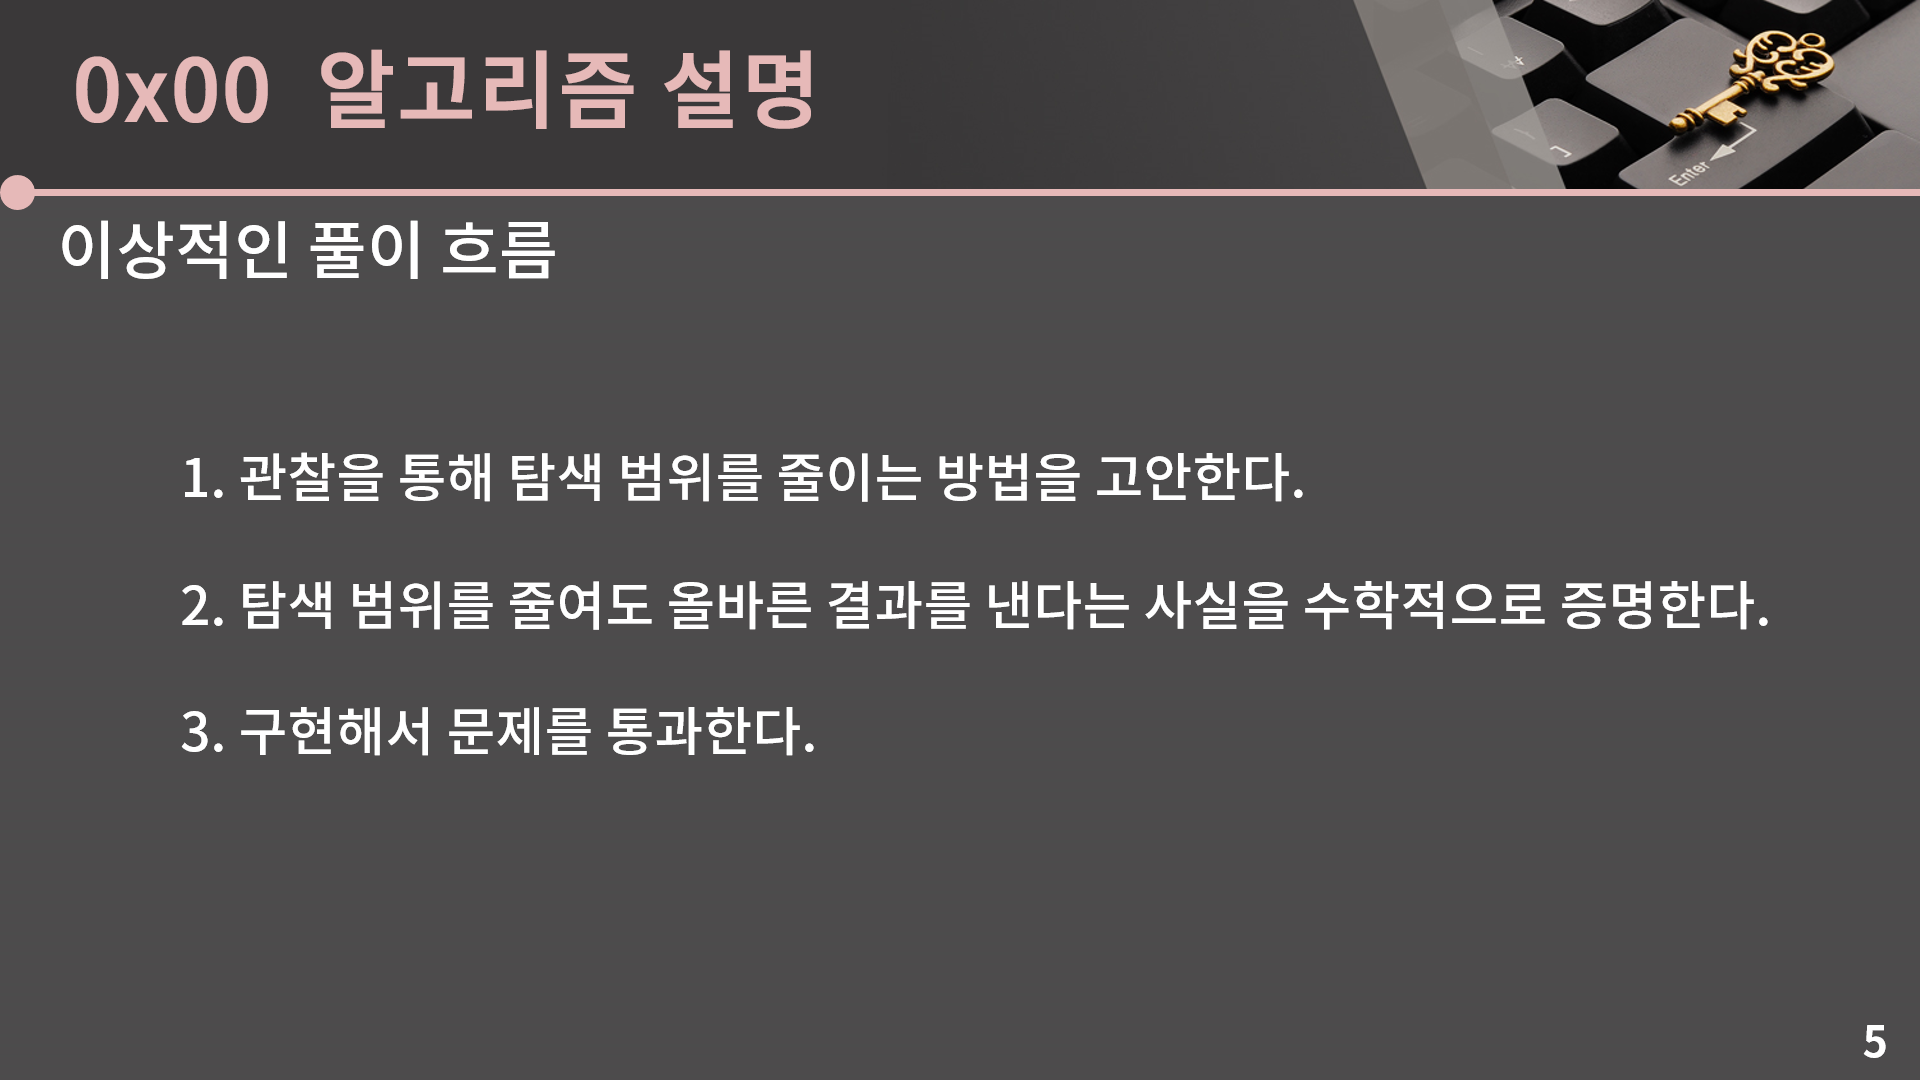 0x00 알고리즘 설명
Enter
이상적인 풀이 흐름
1. 관찰을 통해 탐색 범위를 줄이는 방법을 고안한다.
2. 탐색 범위를 줄여도 올바른 결과를 낸다는 사실을 수학적으로 증명한다.
3. 구현해서 문제를 통과한다.
5